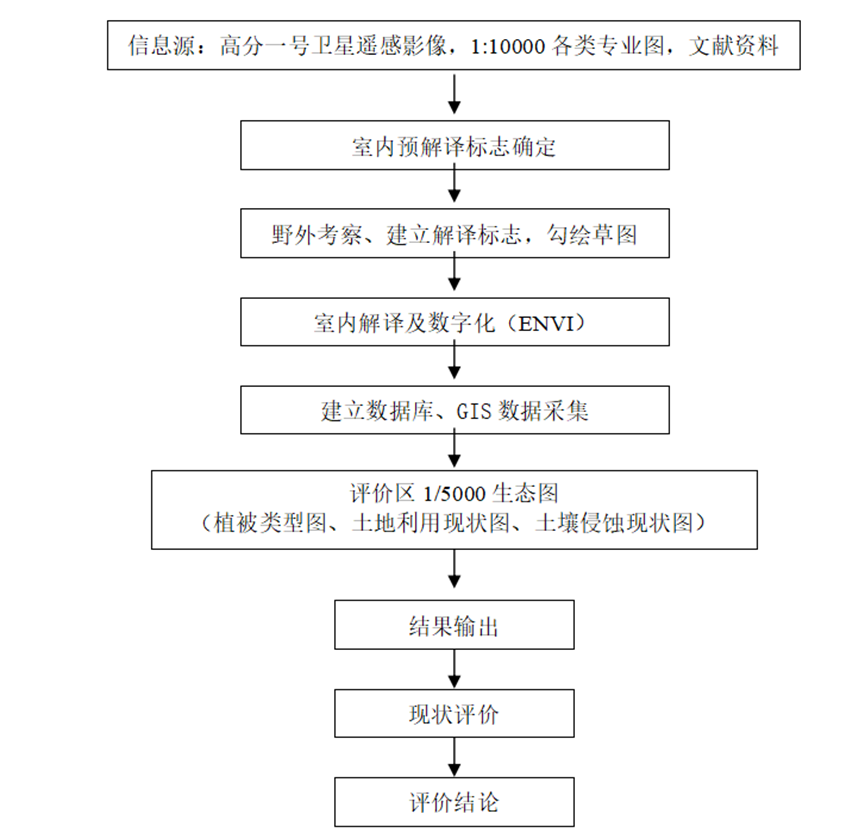 信息源：高分一号卫星遥感影像，1:10000 各类专业图，文献资料
室内预解译标志确定
野外考察、建立解译标志，勾绘草图
室内解译及数字化（ENVI）
建立数据库、GIS 数据采集
评价区 1/5000 生态图
（植被类型图、土地利用现状图、土壤侵蚀现状图）
结果输出
现状评价
评价结论